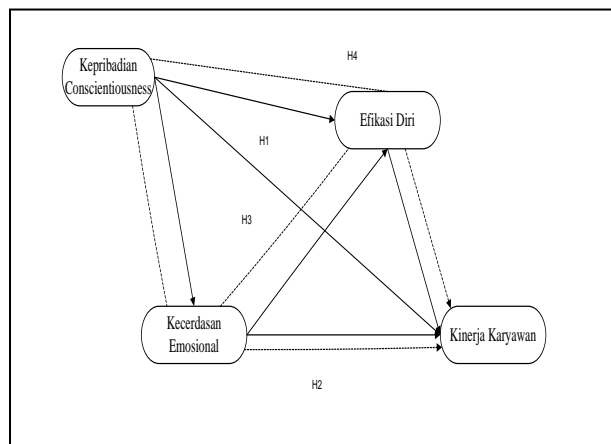 H4
Kepribadian
Conscientiousness
Efikasi Diri
H1
H3
Kecerdasan
Emosional
Kinerja Karyawan
H2